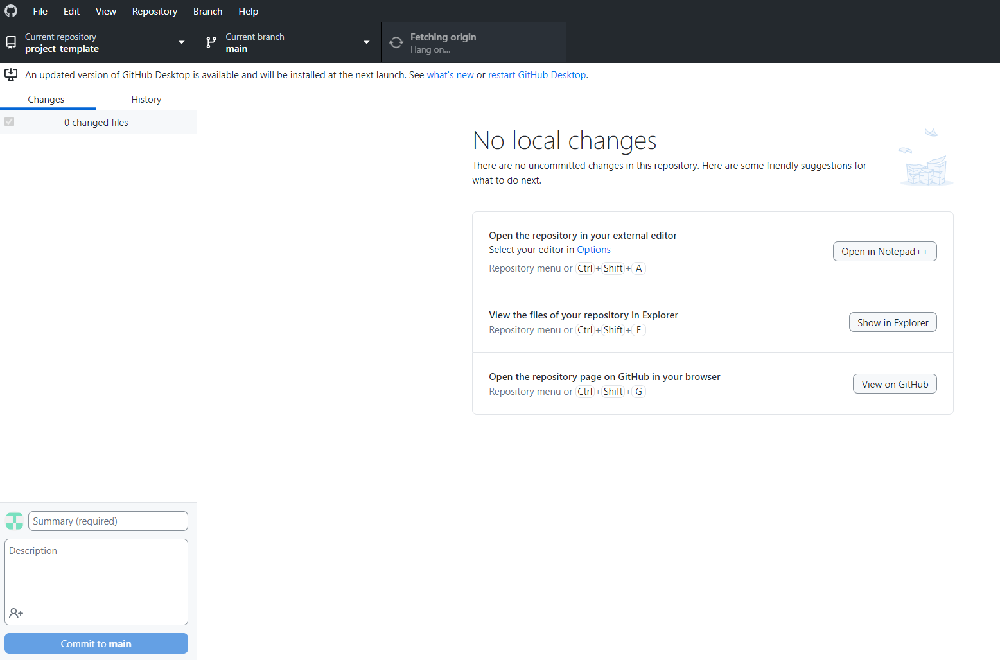 File Edit View Repository Branch Help
Current repository
project_template
Current branch
main
Fetching origin
Hang on...
An updated version of GitHub Desktop is available and will be installed at the next launch. See what's new or restart GitHub Desktop.
Changes History
0 changed files
No local changes
There are no uncommitted changes in this repository. Here are some friendly suggestions for
what to do next.
Open the repository in your external editor
Select your editor in Options
Repository menu or Ctrl + Shift + A
Open in Notepad++
View the files of your repository in Explorer
Repository menu or Ctrl + Shift + F
Show in Explorer
Open the repository page on GitHub in your browser
Repository menu or Ctrl + Shift + G
View on GitHub
Summary (required)
Description
Commit to main